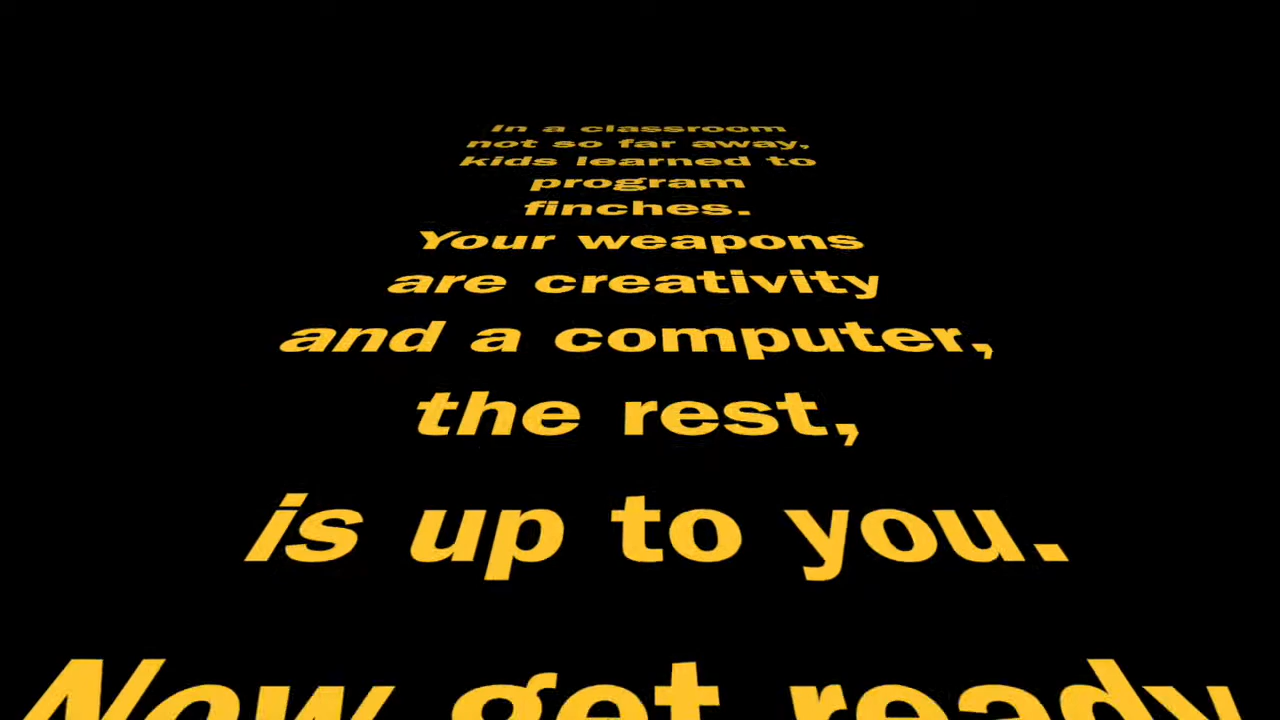 In a classroom
not so far away,
kids learned to
program
finches.
Your weapons
are creativity
and a computer,
the rest,
is up to you.
Now get ready